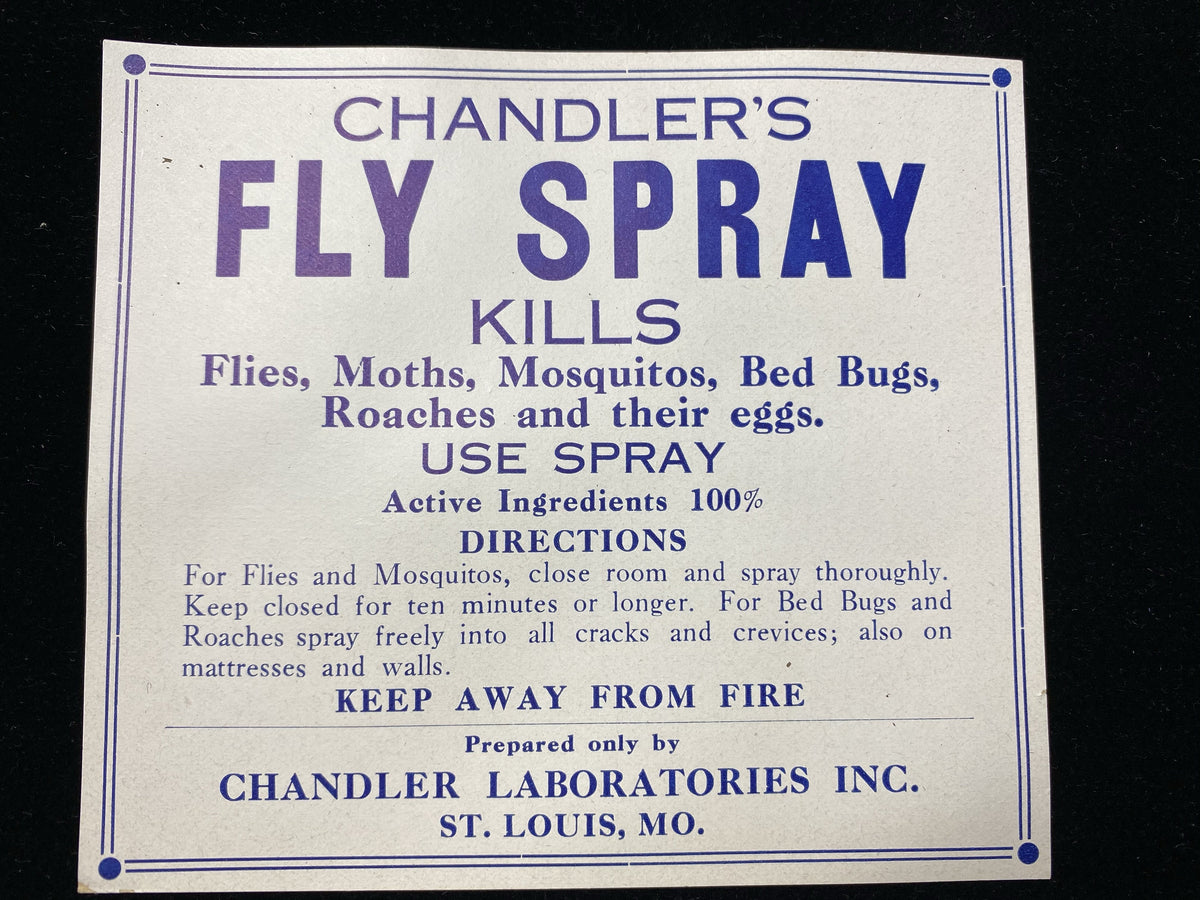 CHANDLER'S
FLY SPRAY
KILLS
Flies, Moths, Mosquitos, Bed Bugs,
Roaches and their eggs.
USE SPRAY
Active Ingredients 100%
DIRECTIONS
For Flies and Mosquitos, close room and spray thoroughly.
Keep closed for ten minutes or longer. For Bed Bugs and
Roaches spray freely into all cracks and crevices; also on
mattresses and walls.
KEEP AWAY FROM FIRE
Prepared only by
CHANDLER LABORATORIES INC.
ST. LOUIS, MO.